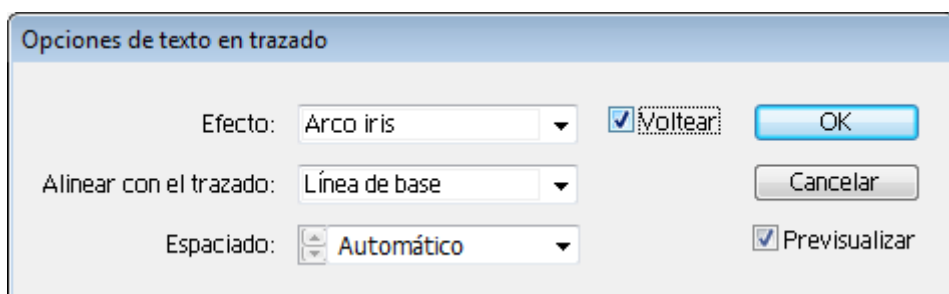 Opciones de texto en trazado
Efecto: Arco iris Voltear OK
Alinear con el trazado: Línea de base Cancelar
Espaciado: Automático Previsualizar